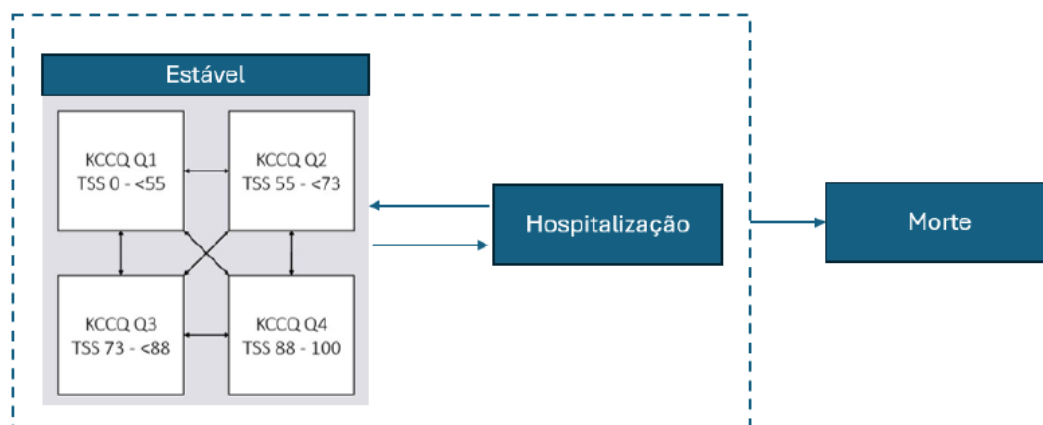 Estável
KCCQ Q1
TSS 0 - <55
KCCQ Q2
TSS 55 - <73
KCCQ Q3
TSS 73 - <88
KCCQ Q4
TSS 88 - 100
Hospitalização
Morte